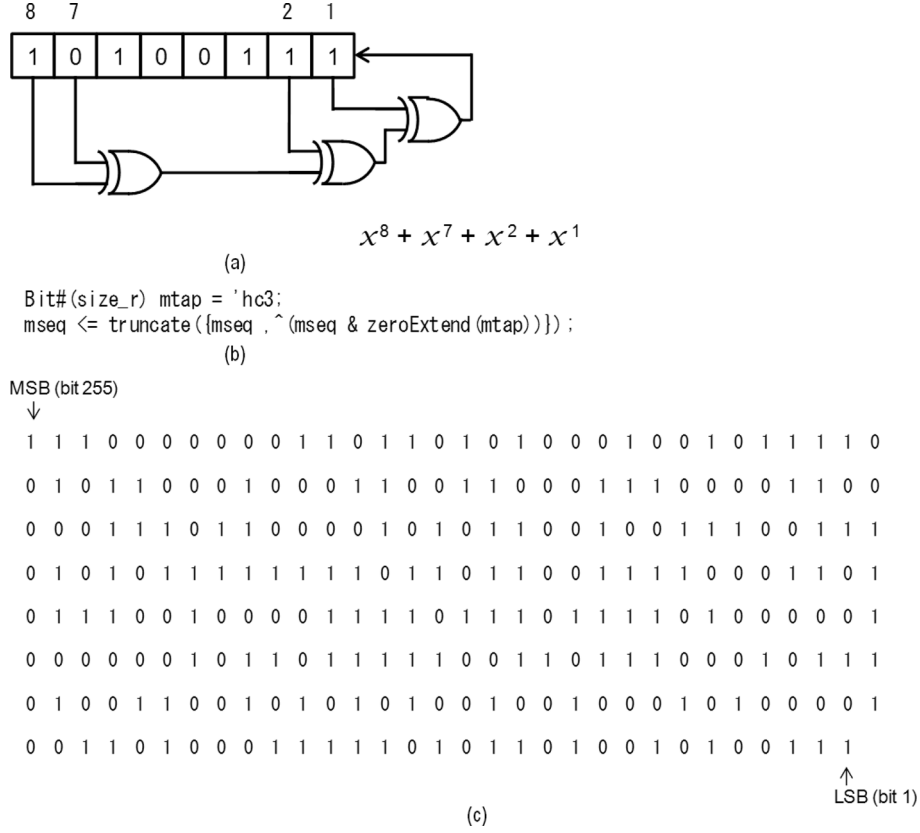 8 7 2 1
1 0 1 0 0 1 1 1
x⁸ + x⁷ + x² + x¹
(a)
Bit#(size_r) mtap = 'hc3;
mseq <= truncate({mseq ,^(mseq & zeroExtend(mtap))});
(b)
MSB (bit 255)
1 1 1 0 0 0 0 0 0 0 1 1 0 1 1 0 1 0 1 0 0 0 1 0 0 1 0 1 1 1 1 0
0 1 0 1 1 0 0 0 1 0 0 0 1 1 0 0 1 1 0 0 0 1 1 1 0 0 0 0 1 1 0 0
0 0 0 1 1 1 0 1 1 0 0 0 0 1 0 1 0 1 1 0 0 1 0 0 1 1 1 0 0 1 1 1
0 1 0 1 0 1 1 1 1 1 1 1 1 0 1 1 0 1 1 0 0 1 1 1 1 0 0 0 1 1 0 1
0 1 1 1 0 0 1 0 0 0 0 1 1 1 1 0 1 1 1 0 1 1 1 1 0 1 0 0 0 0 0 1
0 0 0 0 0 0 1 0 1 1 0 1 1 1 1 1 0 0 1 1 0 1 1 1 0 0 0 1 0 1 1 1
0 1 0 0 1 1 0 0 1 0 1 0 1 0 1 0 0 1 0 0 1 0 0 0 1 0 1 0 0 0 0 1
0 0 1 1 0 1 0 0 0 1 1 1 1 1 0 1 0 1 1 0 1 0 0 1 0 1 0 0 1 1 1
LSB (bit 1)
(c)